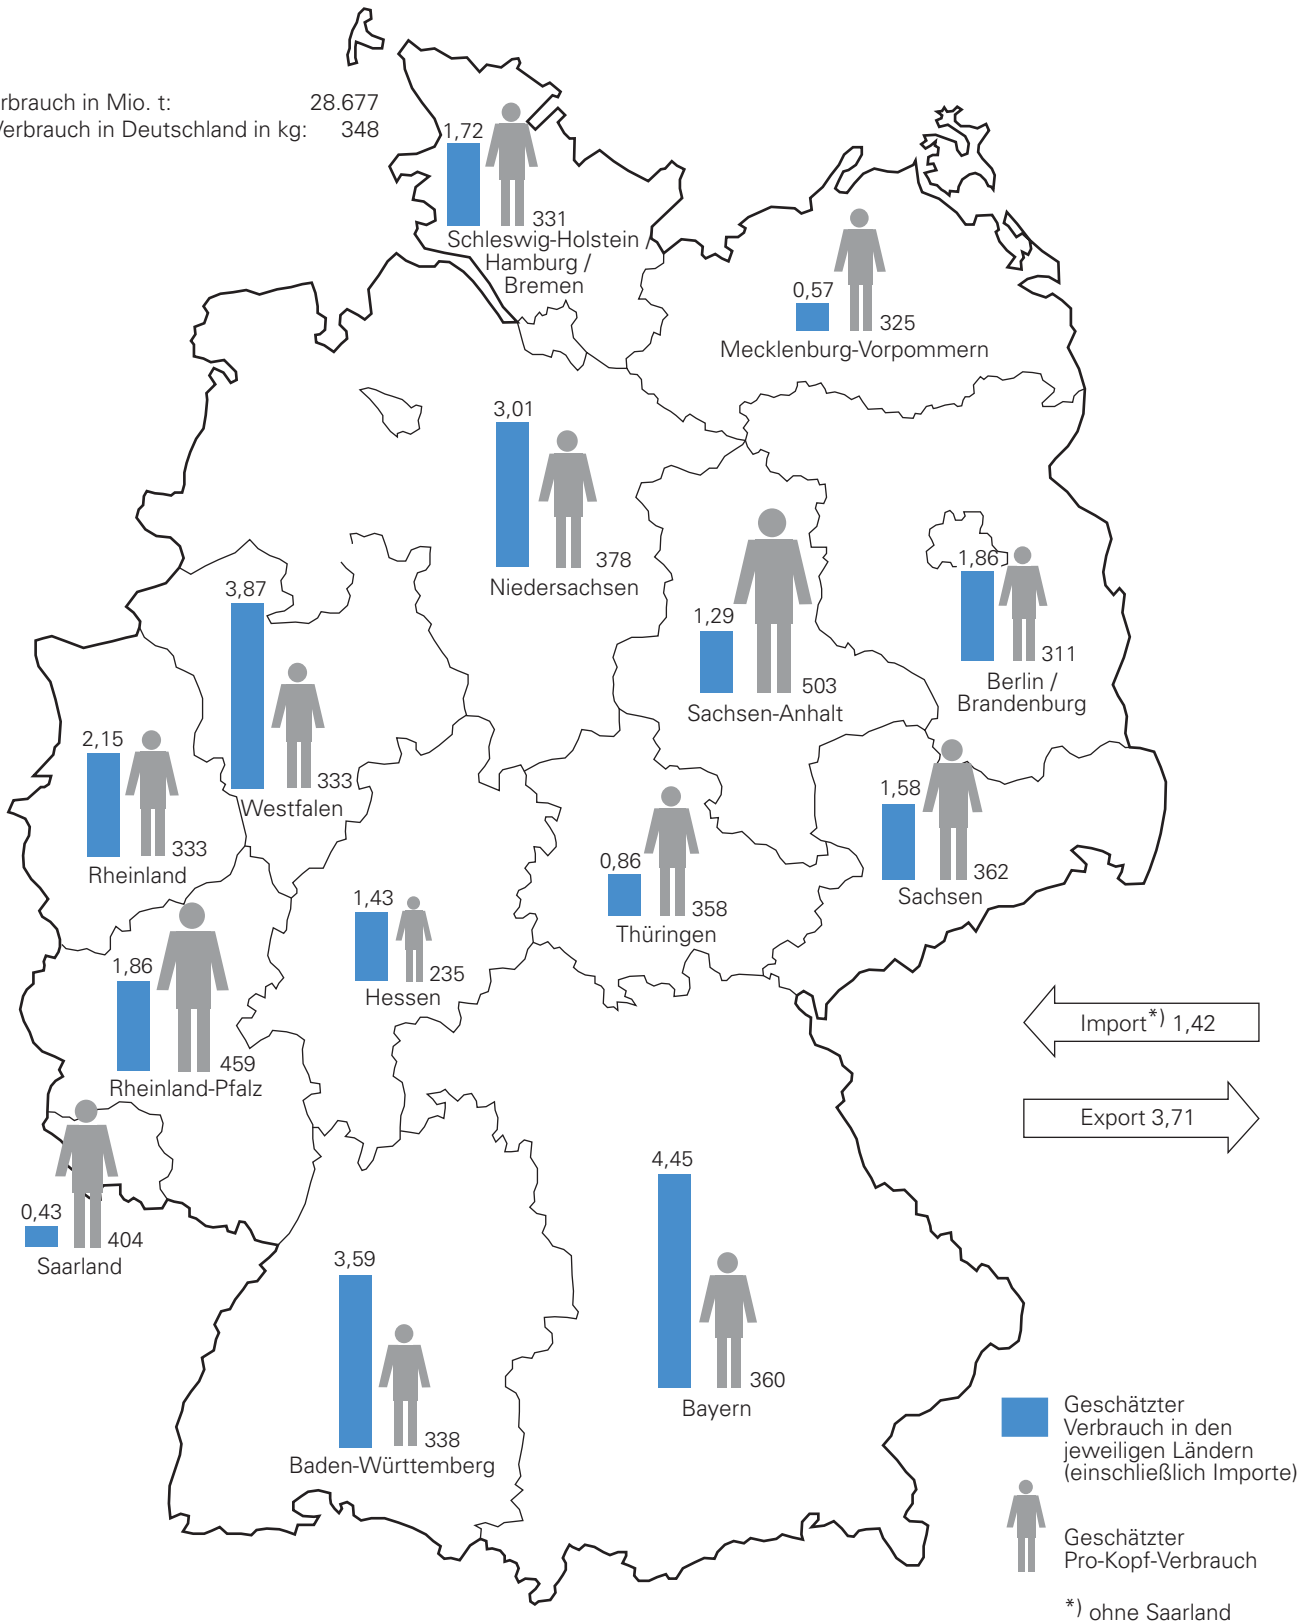 rbrauch in Mio. t: 28.677
Verbrauch in Deutschland in kg: 348
1,72
331
Schleswig-Holstein /
Hamburg /
Bremen
0,57
325
Mecklenburg-Vorpommern
3,01
378
Niedersachsen
3,87
333
Westfalen
1,29
503
Sachsen-Anhalt
1,86
311
Berlin /
Brandenburg
2,15
333
Rheinland
1,58
362
Sachsen
0,86
358
Thüringen
1,43
235
Hessen
1,86
459
Rheinland-Pfalz
Import*) 1,42
Export 3,71
0,43
404
Saarland
4,45
360
Bayern
3,59
338
Baden-Württemberg
Geschätzter
Verbrauch in den
jeweiligen Ländern
(einschließlich Importe)
Geschätzter
Pro-Kopf-Verbrauch
*) ohne Saarland